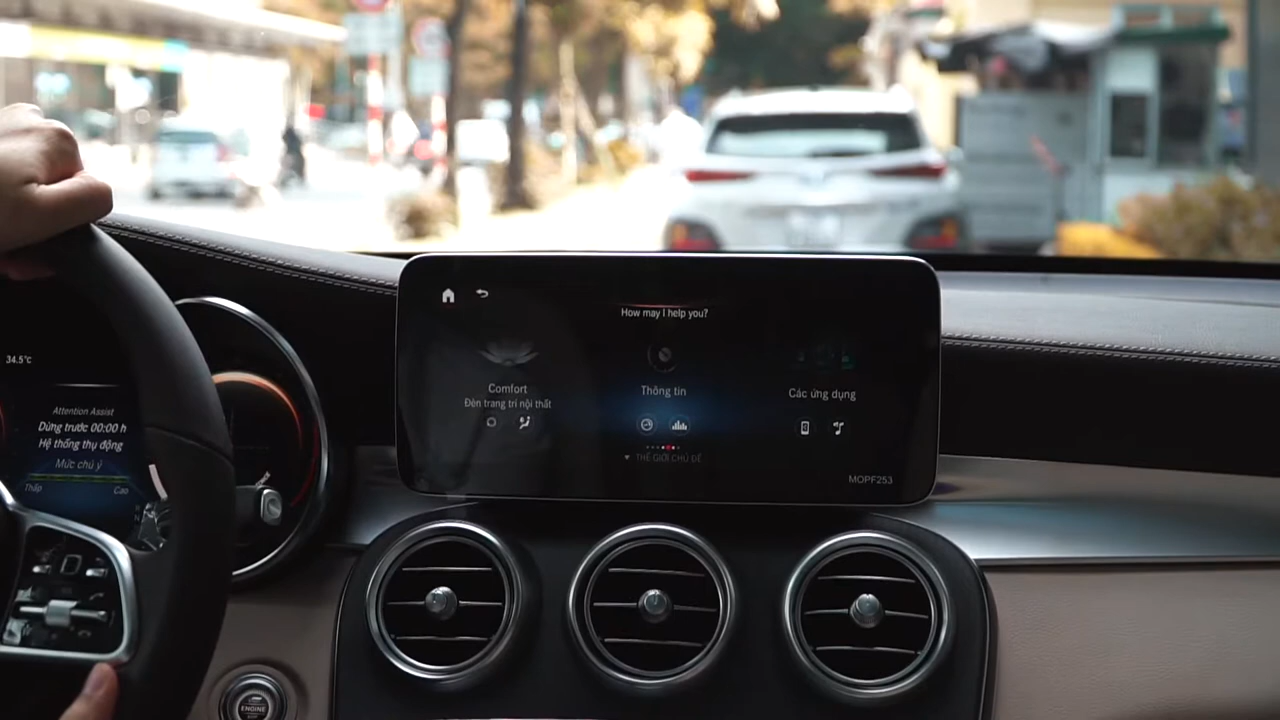 How may I help you?
Comfort
Đèn trang trí nội thất
Thông tin
Các ứng dụng
THẾ GIỚI CHỦ ĐỀ
MOPF253
34.5°C
Attention Assist
Dừng trước 00:00 h
Hệ thống thụ động
Mức chú ý
Thấp
Cao
ENGINE